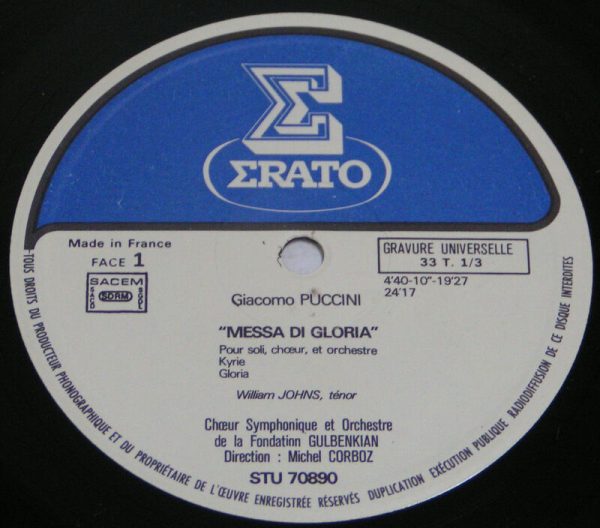 Σ
ΣRATO
Made in France
FACE 1
GRAVURE UNIVERSELLE
33 T. 1/3
4'40-10"-19'27
24'17
SACEM
SACD
SDRM
SGDL
Giacomo PUCCINI
"MESSA DI GLORIA"
Pour soli, chœur, et orchestre
Kyrie
Gloria
William JOHNS, ténor
Chœur Symphonique et Orchestre
de la Fondation GULBENKIAN
Direction : Michel CORBOZ
STU 70890
TOUS DROITS DU PRODUCTEUR PHONOGRAPHIQUE ET DU PROPRIÉTAIRE DE L'ŒUVRE ENREGISTRÉE RÉSERVÉS DUPLICATION EXÉCUTION PUBLIQUE RADIODIFFUSION DE CE DISQUE INTERDITES